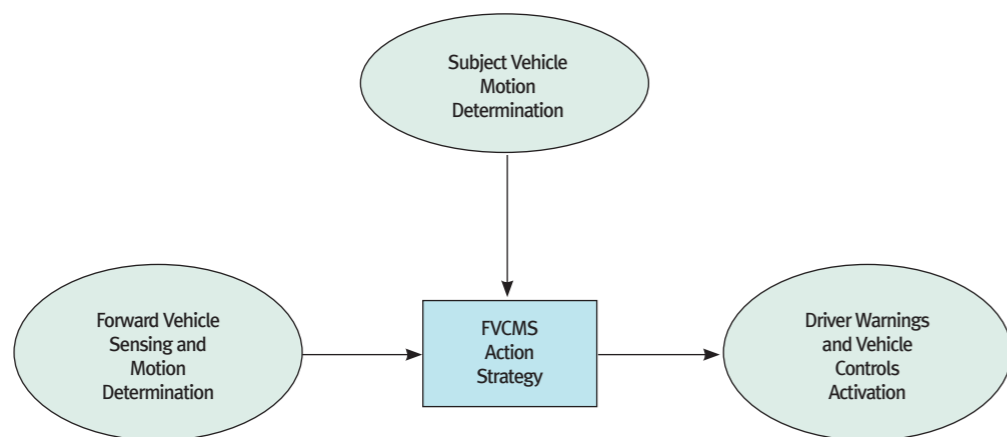 Subject Vehicle
Motion
Determination
Forward Vehicle
Sensing and
Motion
Determination
FVCMS
Action
Strategy
Driver Warnings
and Vehicle
Controls
Activation